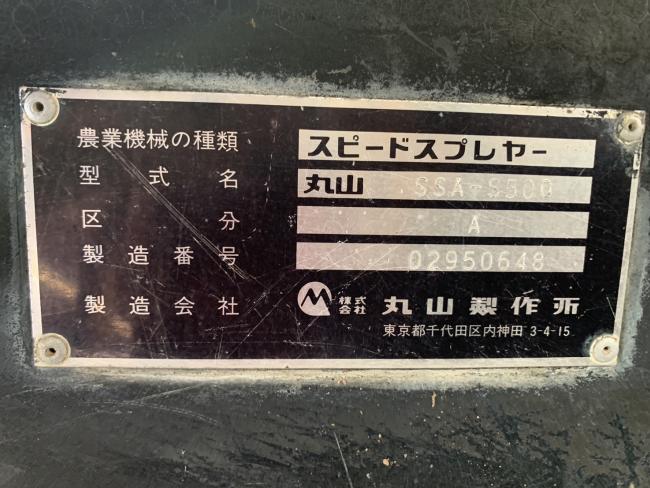 農業機械の種類 スピードスプレヤー
型式名 丸山 SSA-S500
区分 A
製造番号 02950648
製造会社 株式会社 丸山製作所
東京都千代田区内神田 3-4-15